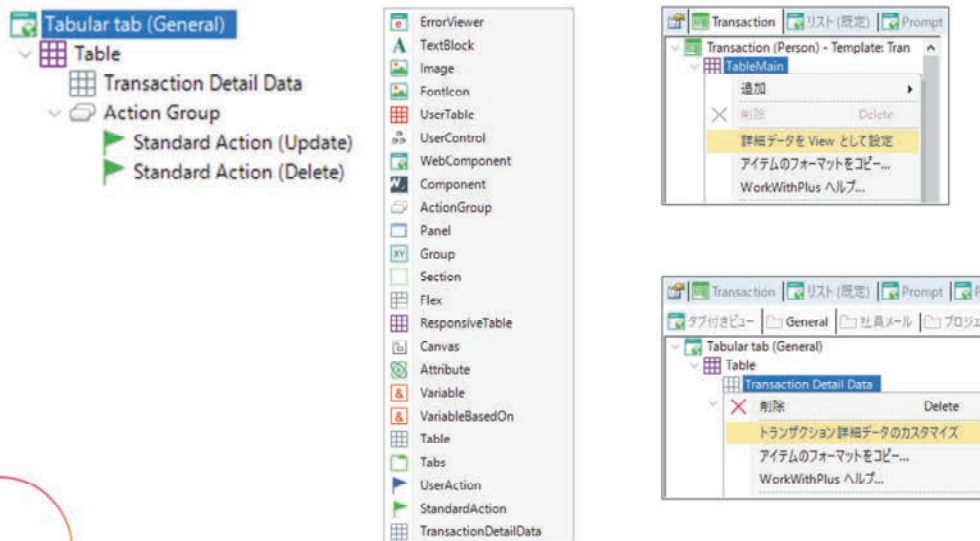 Tabular tab (General)
Table
Transaction Detail Data
Action Group
Standard Action (Update)
Standard Action (Delete)
ErrorViewer
TextBlock
Image
FontIcon
UserTable
UserControl
WebComponent
Component
ActionGroup
Panel
Group
Section
Flex
ResponsiveTable
Canvas
Attribute
Variable
VariableBasedOn
Table
Tabs
UserAction
StandardAction
TransactionDetailData
Transaction リスト (既定) Prompt
Transaction (Person) - Template: Tran
TableMain
追加
削除 Delete
詳細データを View として設定
アイテムのフォーマットをコピー...
WorkWithPlus ヘルプ...
Transaction リスト (既定) Prompt P
タブ付きビュー General 社員メール プロジェ
Tabular tab (General)
Table
Transaction Detail Data
削除 Delete
トランザクション詳細データのカスタマイズ
アイテムのフォーマットをコピー...
WorkWithPlus ヘルプ...